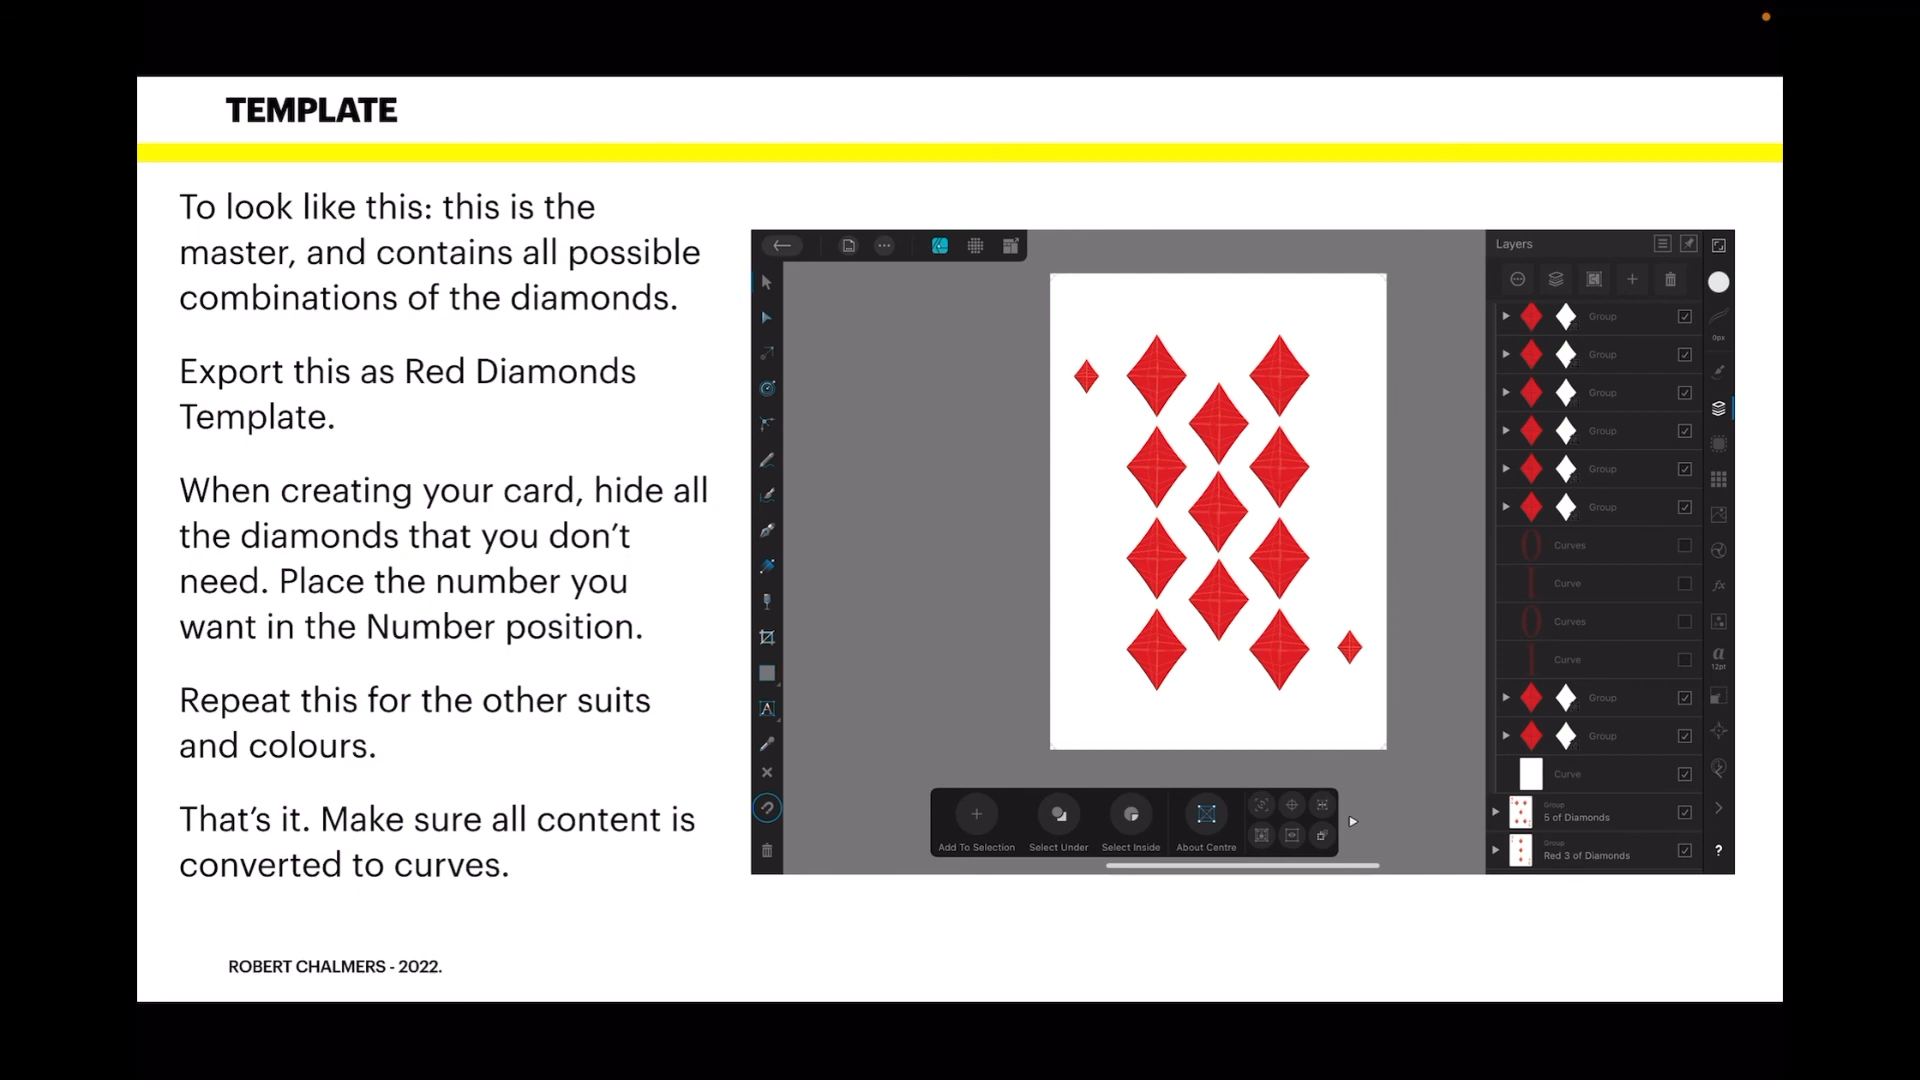 TEMPLATE
To look like this: this is the
master, and contains all possible
combinations of the diamonds.
Export this as Red Diamonds
Template.
When creating your card, hide all
the diamonds that you don’t
need. Place the number you
want in the Number position.
Repeat this for the other suits
and colours.
That’s it. Make sure all content is
converted to curves.
ROBERT CHALMERS - 2022.
Layers
Group
Group
Group
Group
Group
Group
Curves
Curve
Curves
Curve
Group
Group
Curve
Group
5 of Diamonds
Group
Red 3 of Diamonds
0px
fx
a
12pt
?
A
Add To Selection
Select Under
Select Inside
About Centre